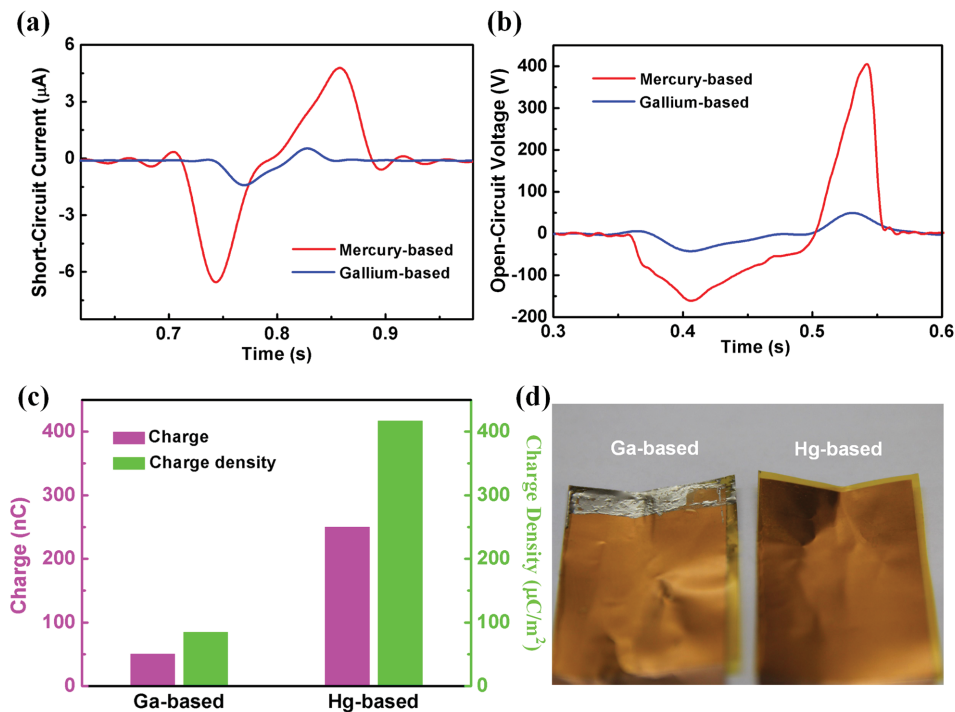 (a)
6
3
0
-3
-6
Short-Circuit Current (μA)
Mercury-based
Gallium-based
0.7
0.8
0.9
Time (s)
(b)
400
300
200
100
0
-100
-200
Open-Circuit Voltage (V)
Mercury-based
Gallium-based
0.3
0.4
0.5
0.6
Time (s)
(c)
400
300
200
100
0
Charge (nC)
Charge
Charge density
400
300
200
100
0
Charge Density (μC/m²)
Ga-based
Hg-based
(d)
Ga-based
Hg-based